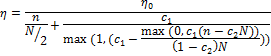 η = η₀ / ( n / (N/2) + c₁ / max (1, (c₁ − max (0, c₁(n − c₂N)) / (1 − c₂)N )) )